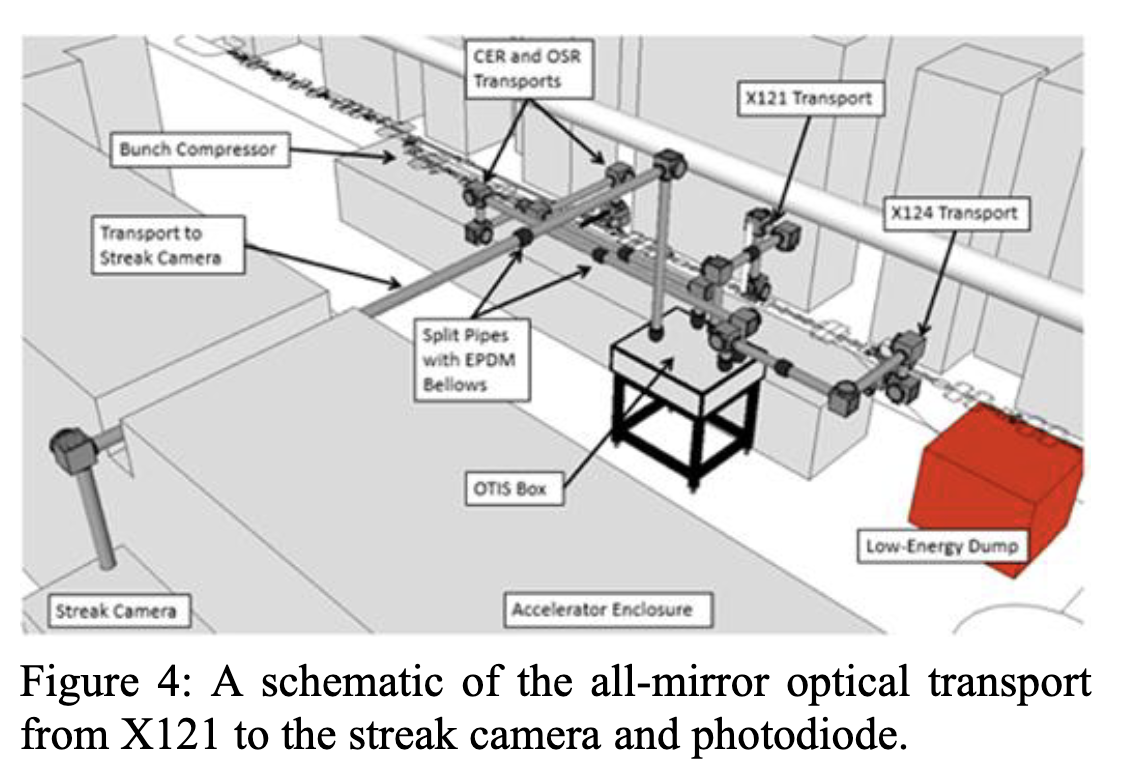 CER and OSR
Transports
X121 Transport
Bunch Compressor
X124 Transport
Transport to
Streak Camera
Split Pipes
with EPDM
Bellows
OTIS Box
Low-Energy Dump
Streak Camera
Accelerator Enclosure
Figure 4: A schematic of the all-mirror optical transport
from X121 to the streak camera and photodiode.